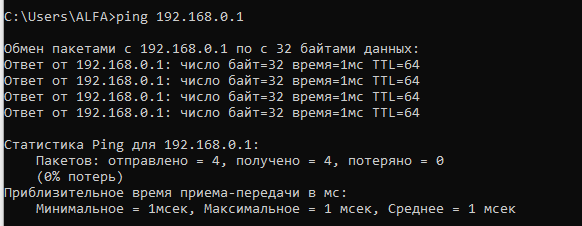 C:\Users\ALFA>ping 192.168.0.1
Обмен пакетами с 192.168.0.1 по с 32 байтами данных:
Ответ от 192.168.0.1: число байт=32 время=1мс TTL=64
Ответ от 192.168.0.1: число байт=32 время=1мс TTL=64
Ответ от 192.168.0.1: число байт=32 время=1мс TTL=64
Ответ от 192.168.0.1: число байт=32 время=1мс TTL=64
Статистика Ping для 192.168.0.1:
Пакетов: отправлено = 4, получено = 4, потеряно = 0
(0% потерь)
Приблизительное время приема-передачи в мс:
Минимальное = 1мсек, Максимальное = 1 мсек, Среднее = 1 мсек